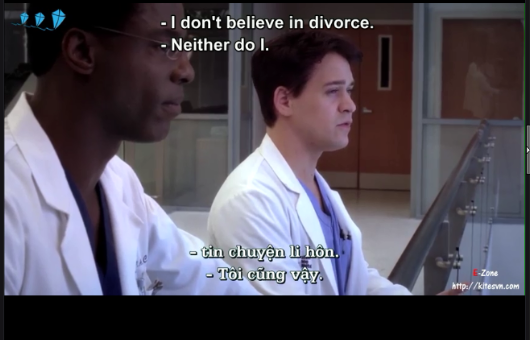 - I don't believe in divorce.
- Neither do I.
- tin chuyện li hôn.
- Tôi cũng vậy.
E-Zone
http://kitesvn.com